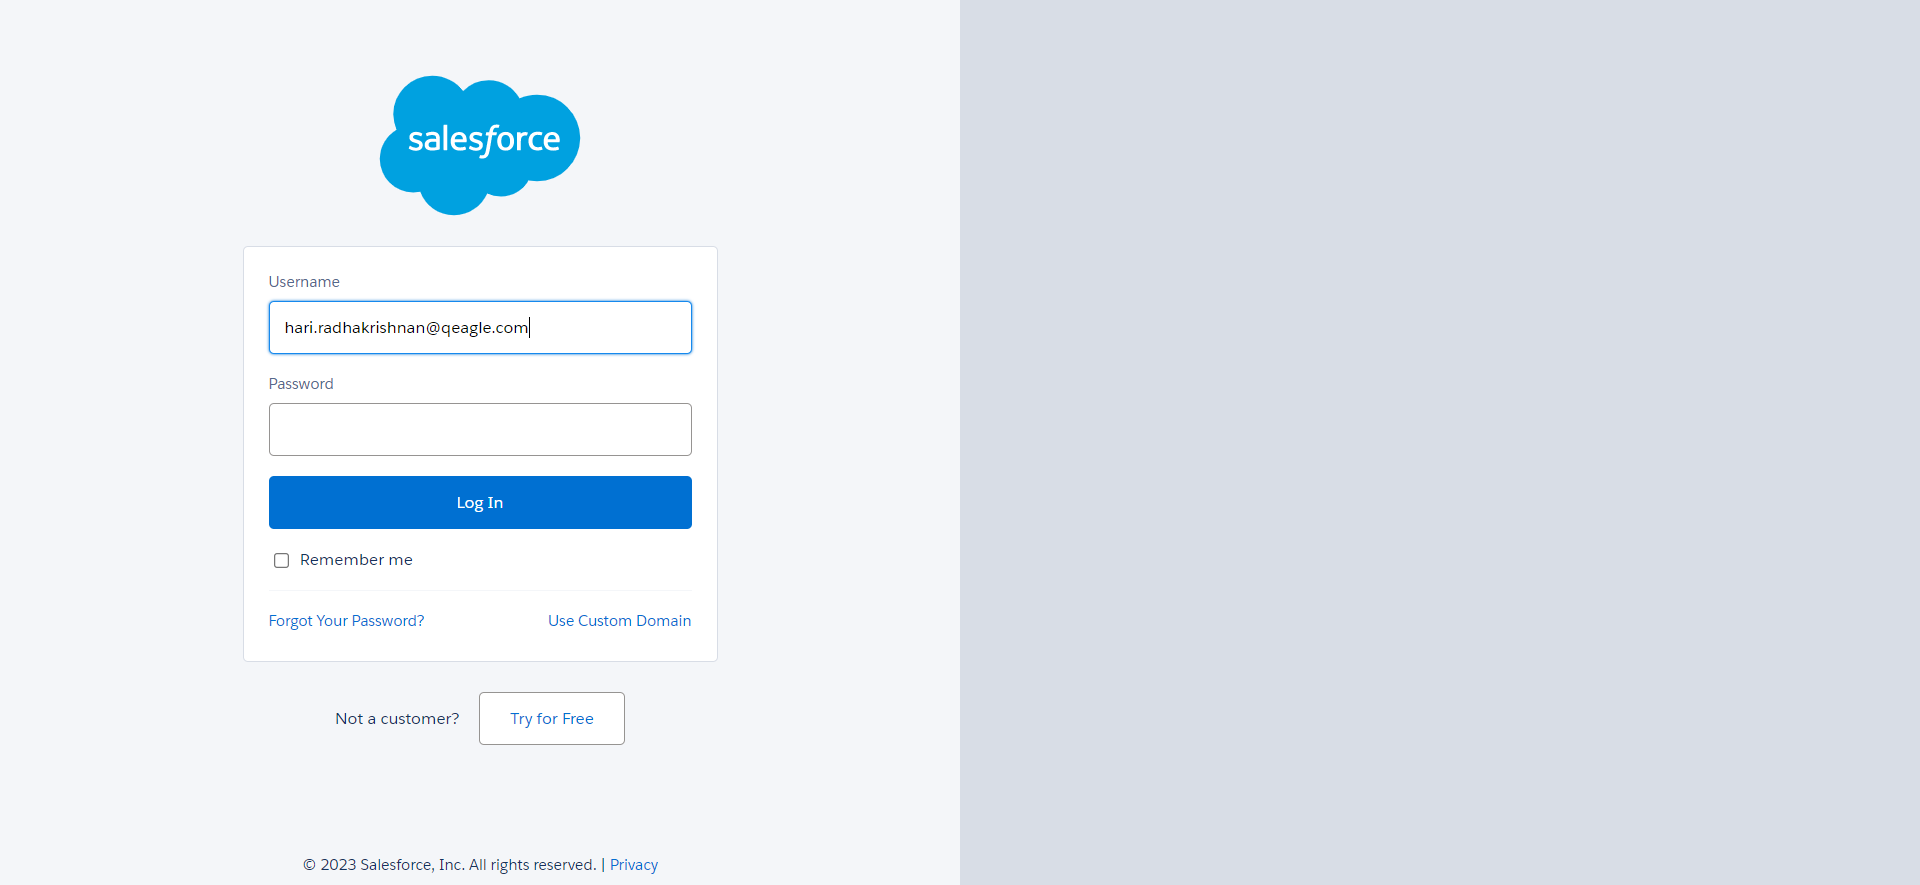 salesforce
Username
hari.radhakrishnan@qeagle.com
Password
Log In
Remember me
Forgot Your Password? Use Custom Domain
Not a customer? Try for Free
© 2023 Salesforce, Inc. All rights reserved. | Privacy